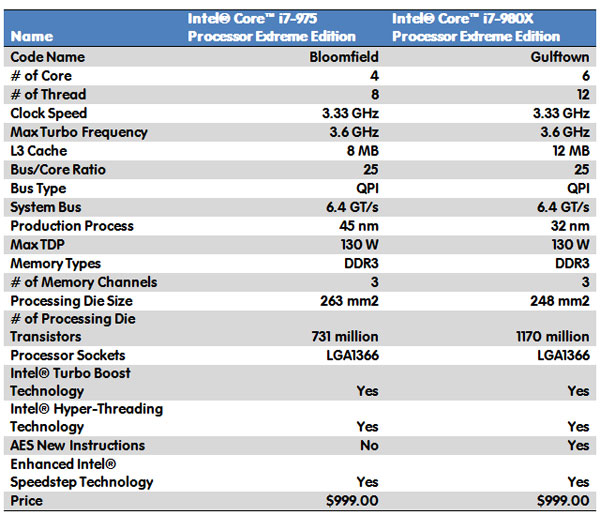 Intel® Core™ i7-975 Intel® Core™ i7-980X
Name Processor Extreme Edition Processor Extreme Edition
Code Name Bloomfield Gulftown
# of Core 4 6
# of Thread 8 12
Clock Speed 3.33 GHz 3.33 GHz
Max Turbo Frequency 3.6 GHz 3.6 GHz
L3 Cache 8 MB 12 MB
Bus/Core Ratio 25 25
Bus Type QPI QPI
System Bus 6.4 GT/s 6.4 GT/s
Production Process 45 nm 32 nm
Max TDP 130 W 130 W
Memory Types DDR3 DDR3
# of Memory Channels 3 3
Processing Die Size 263 mm2 248 mm2
# of Processing Die
Transistors 731 million 1170 million
Processor Sockets LGA1366 LGA1366
Intel® Turbo Boost
Technology Yes Yes
Intel® Hyper-Threading
Technology Yes Yes
AES New Instructions No Yes
Enhanced Intel®
Speedstep Technology Yes Yes
Price $999.00 $999.00